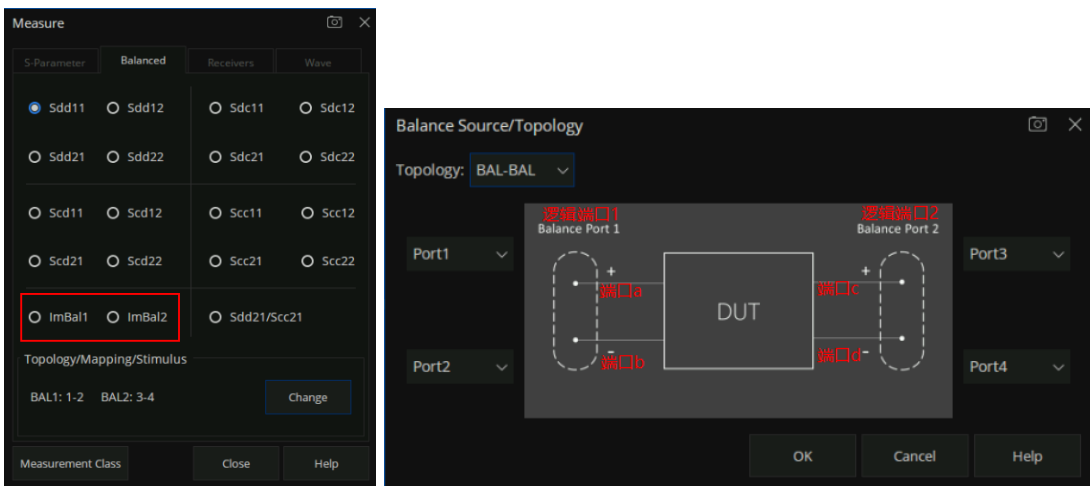 Measure
S-Parameter Balanced Receivers Wave
Sdd11 Sdd12 Sdc11 Sdc12
Sdd21 Sdd22 Sdc21 Sdc22
Scd11 Scd12 Scc11 Scc12
Scd21 Scd22 Scc21 Scc22
ImBal1 ImBal2 Sdd21/Scc21
Topology/Mapping/Stimulus
BAL1: 1-2 BAL2: 3-4 Change
Measurement Class Close Help
Balance Source/Topology
Topology: BAL-BAL
逻辑端口1 逻辑端口2
Balance Port 1 Balance Port 2
Port1 Port3
+ +
端口a 端口c
DUT
- -
端口b 端口d
Port2 Port4
OK Cancel Help